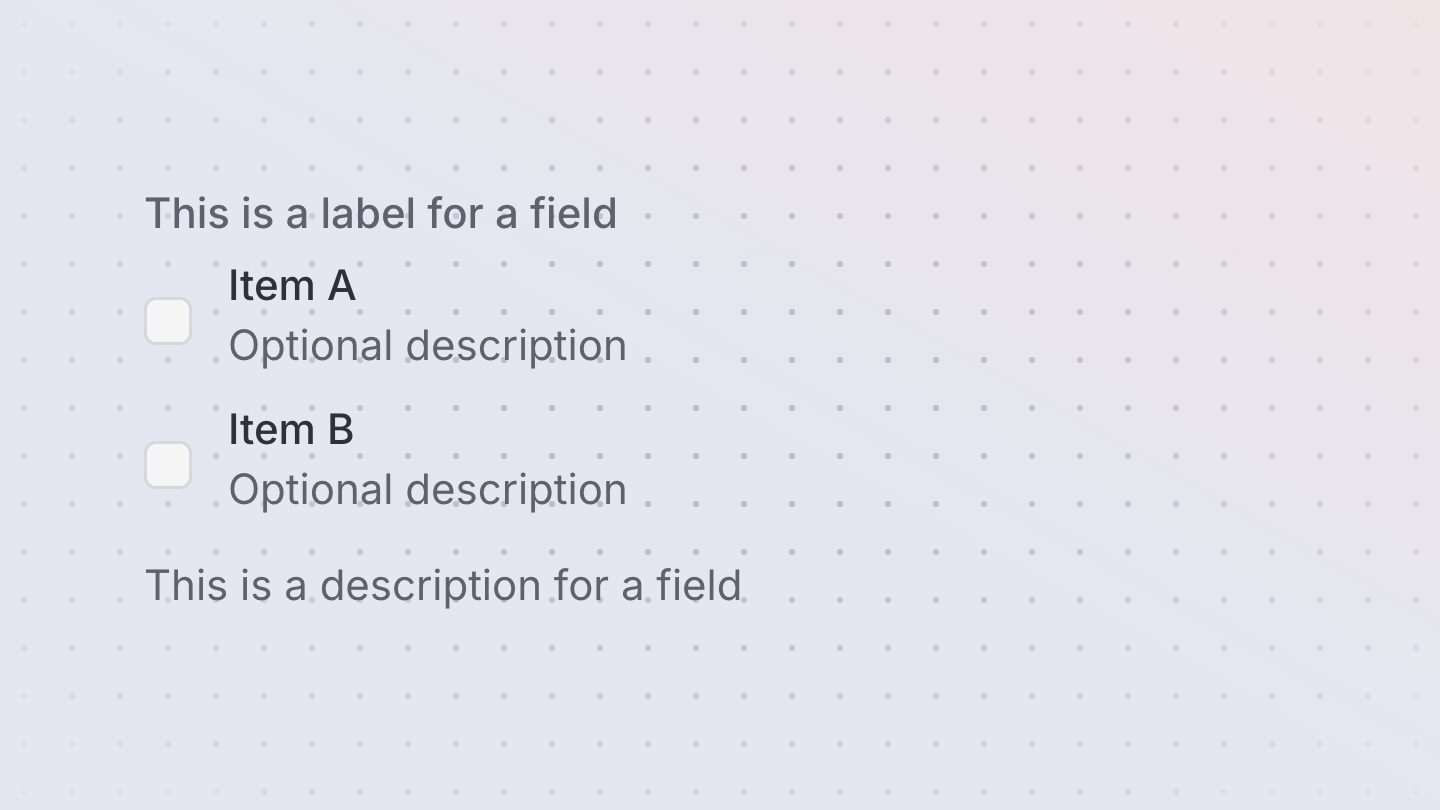 This is a label for a field
Item A
Optional description
Item B
Optional description
This is a description for a field